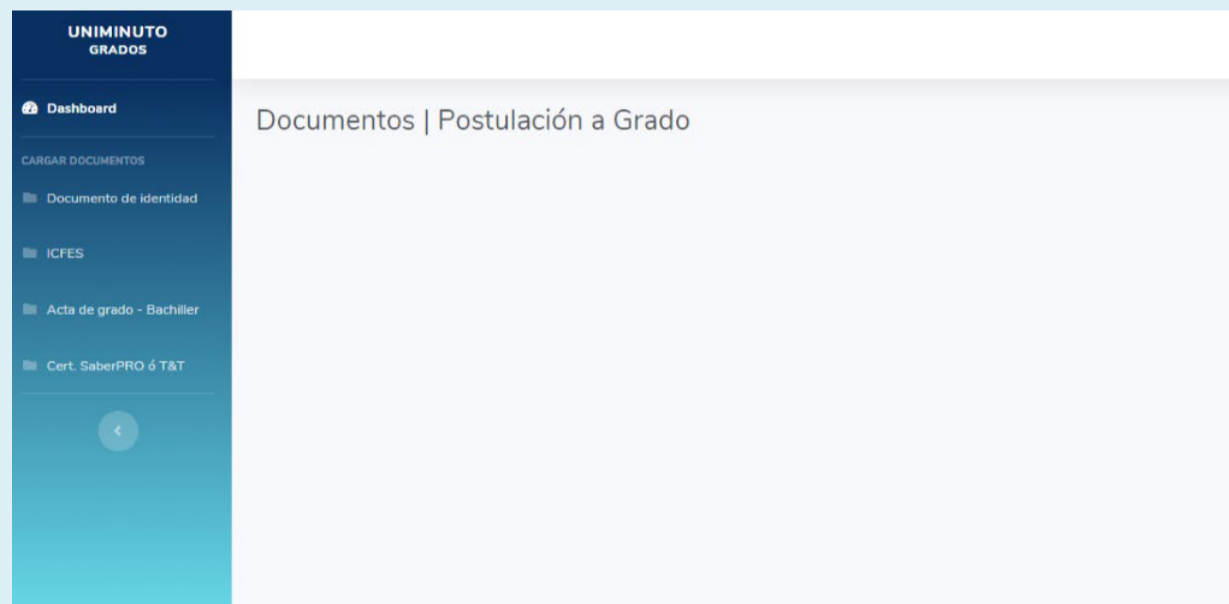 UNIMINUTO
GRADOS
Dashboard
CARGAR DOCUMENTOS
Documento de identidad
ICFES
Acta de grado - Bachiller
Cert. SaberPRO ó T&T
Documentos | Postulación a Grado